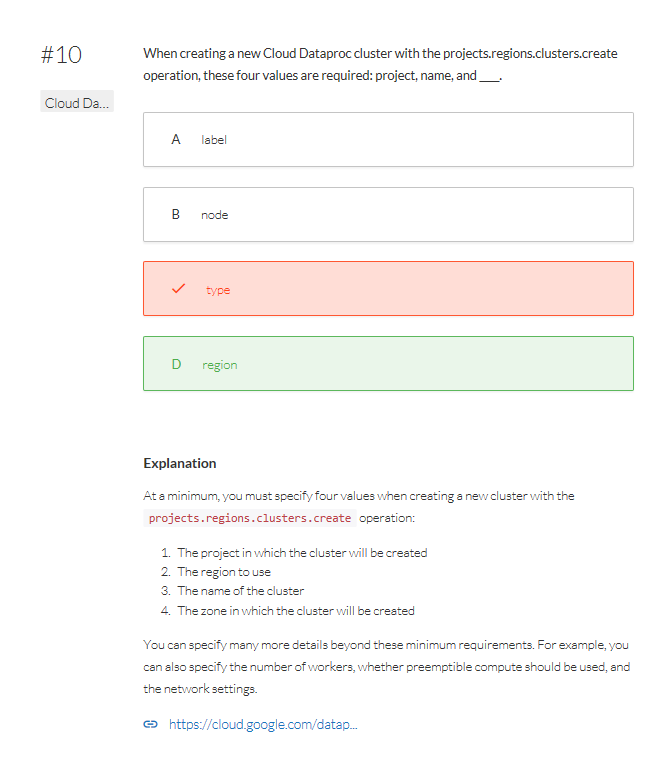 #10
Cloud Da...
When creating a new Cloud Dataproc cluster with the projects.regions.clusters.create
operation, these four values are required: project, name, and ___.
A label
B node
type
D region
Explanation
At a minimum, you must specify four values when creating a new cluster with the
projects.regions.clusters.create operation:
1. The project in which the cluster will be created
2. The region to use
3. The name of the cluster
4. The zone in which the cluster will be created
You can specify many more details beyond these minimum requirements. For example, you
can also specify the number of workers, whether preemptible compute should be used, and
the network settings.
https://cloud.google.com/datap...